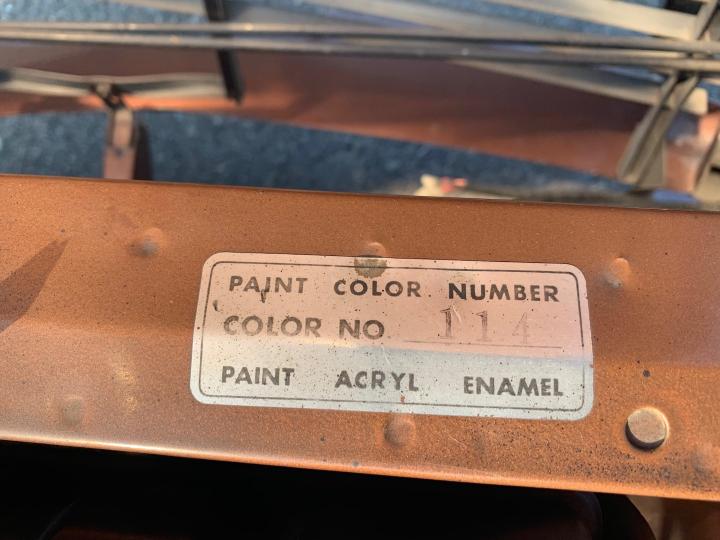 PAINT COLOR NUMBER
COLOR NO 114
PAINT ACRYL ENAMEL